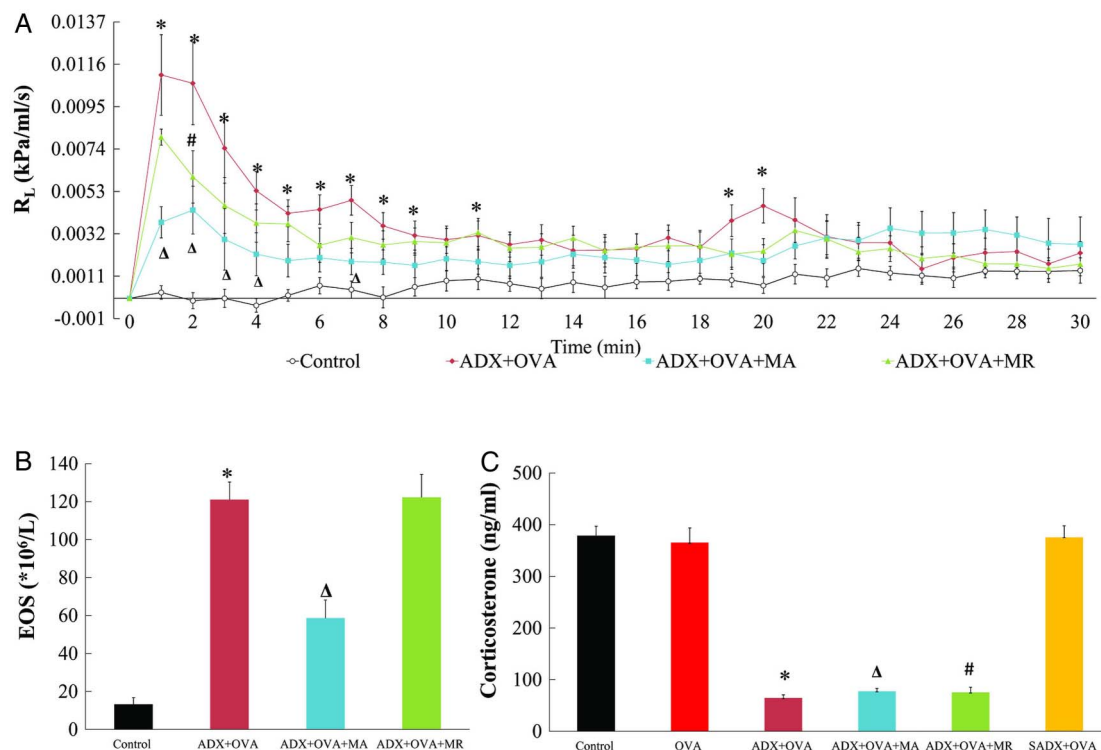 A
R_L (kPa/ml/s)
0.0137
0.0116
0.0095
0.0074
0.0053
0.0032
0.0011
-0.001
* * * * * * * * * * * *
#
Δ Δ Δ Δ Δ
0 2 4 6 8 10 12 14 16 18 20 22 24 26 28 30
Time (min)
Control ADX+OVA ADX+OVA+MA ADX+OVA+MR
B
EOS (*10⁶/L)
140
120
100
80
60
40
20
0
*
Δ
Control ADX+OVA ADX+OVA+MA ADX+OVA+MR
C
Corticosterone (ng/ml)
500
400
300
200
100
0
* Δ #
Control OVA ADX+OVA ADX+OVA+MA ADX+OVA+MR SADX+OVA